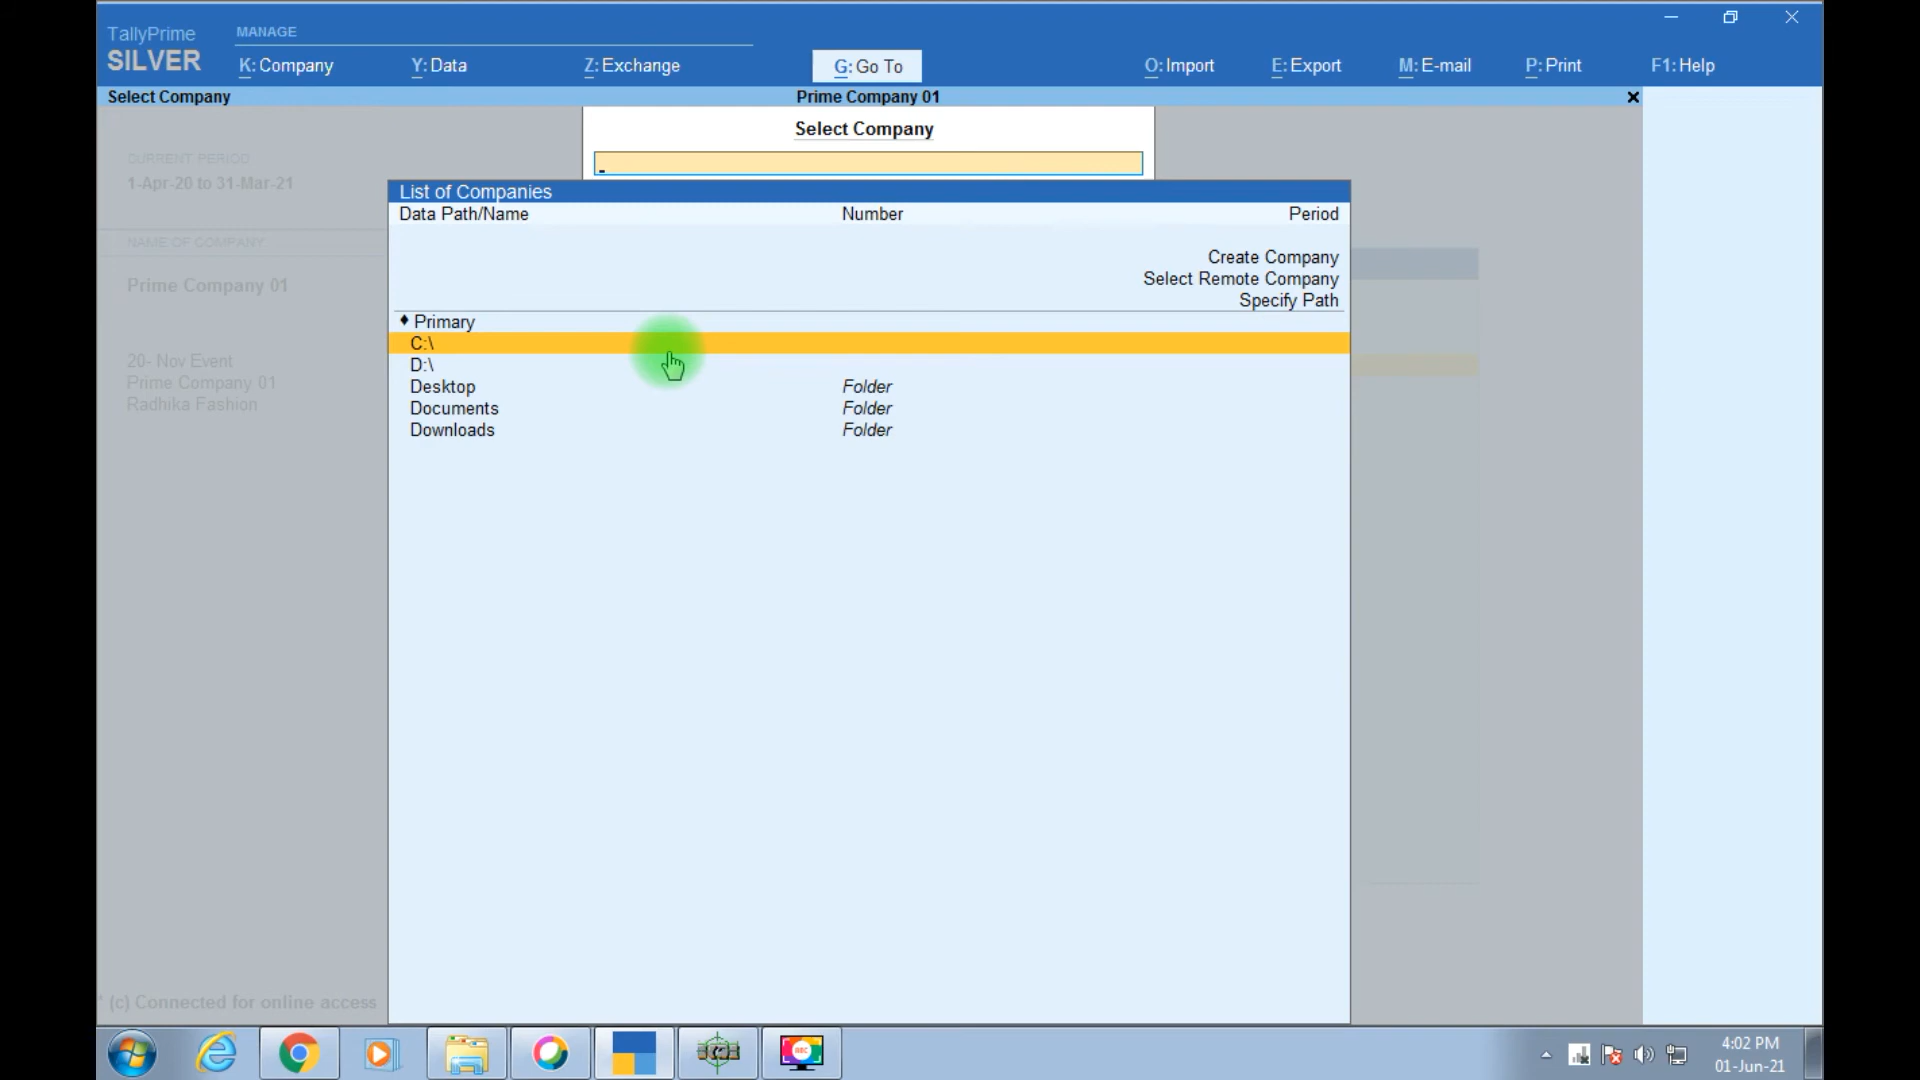 TallyPrime
SILVER
MANAGE
K: Company
Y: Data
Z: Exchange
G: Go To
O: Import
E: Export
M: E-mail
P: Print
F1: Help
Select Company
Prime Company 01
Select Company
CURRENT PERIOD
1-Apr-20 to 31-Mar-21
NAME OF COMPANY
Prime Company 01
20- Nov Event
Prime Company 01
Radhika Fashion
List of Companies
Data Path/Name Number Period
Create Company
Select Remote Company
Specify Path
♦ Primary
C:\
D:\
Desktop Folder
Documents Folder
Downloads Folder
* (c) Connected for online access
4:02 PM
01-Jun-21